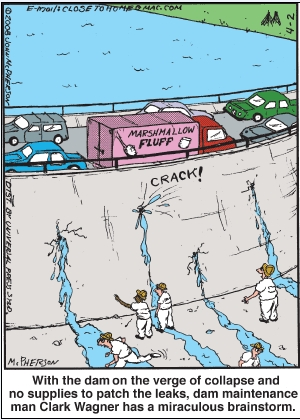 E-MAIL: CLOSETOHOME@MAC.COM
©2008 JOHN MCPHERSON
4-2
MARSHMALLOW
FLUFF
CRACK!
DIST. BY UNIVERSAL PRESS SYND.
MCPHERSON
With the dam on the verge of collapse and
no supplies to patch the leaks, dam maintenance
man Clark Wagner has a miraculous brainstorm.